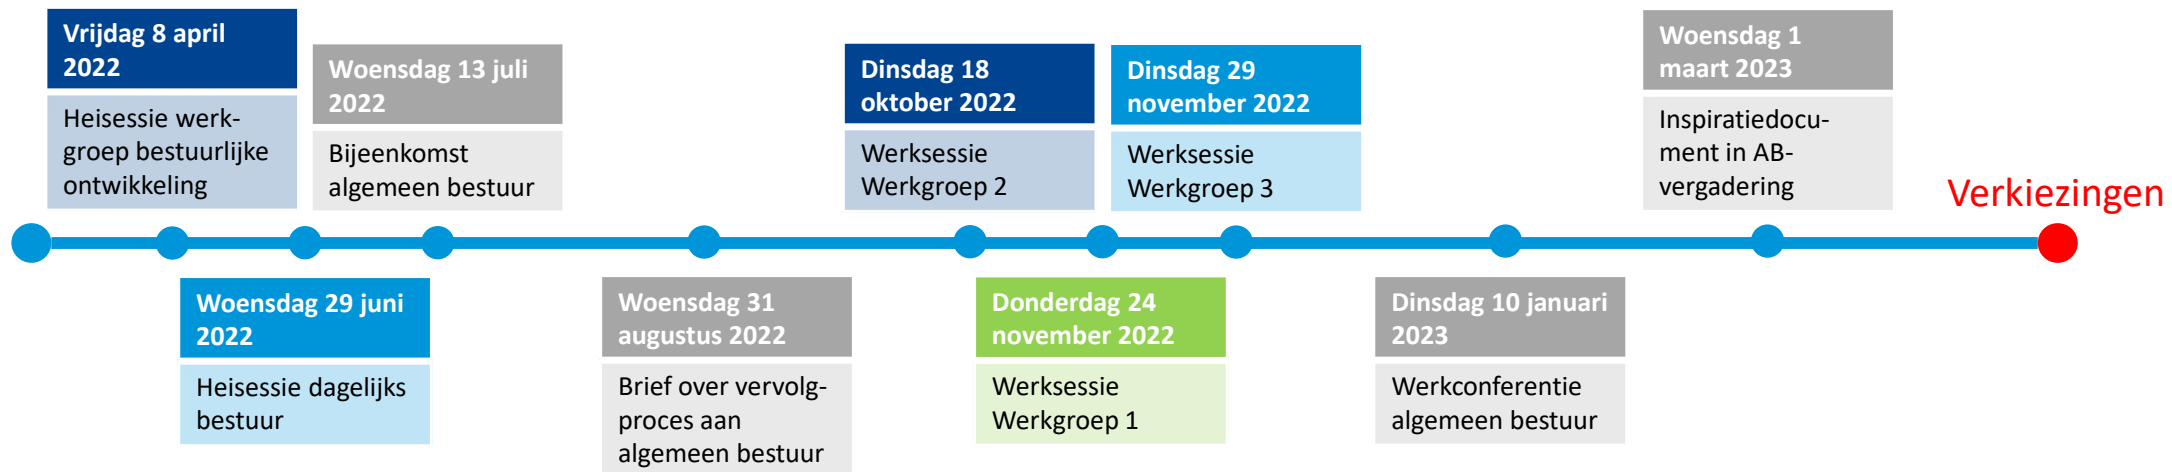 Vrijdag 8 april
2022
Heisessie werk-
groep bestuurlijke
ontwikkeling
Woensdag 13 juli
2022
Bijeenkomst
algemeen bestuur
Dinsdag 18
oktober 2022
Werksessie
Werkgroep 2
Dinsdag 29
november 2022
Werksessie
Werkgroep 3
Woensdag 1
maart 2023
Inspiratiedocu-
ment in AB-
vergadering
Verkiezingen
Woensdag 29 juni
2022
Heisessie dagelijks
bestuur
Woensdag 31
augustus 2022
Brief over vervolg-
proces aan
algemeen bestuur
Donderdag 24
november 2022
Werksessie
Werkgroep 1
Dinsdag 10 januari
2023
Werkconferentie
algemeen bestuur